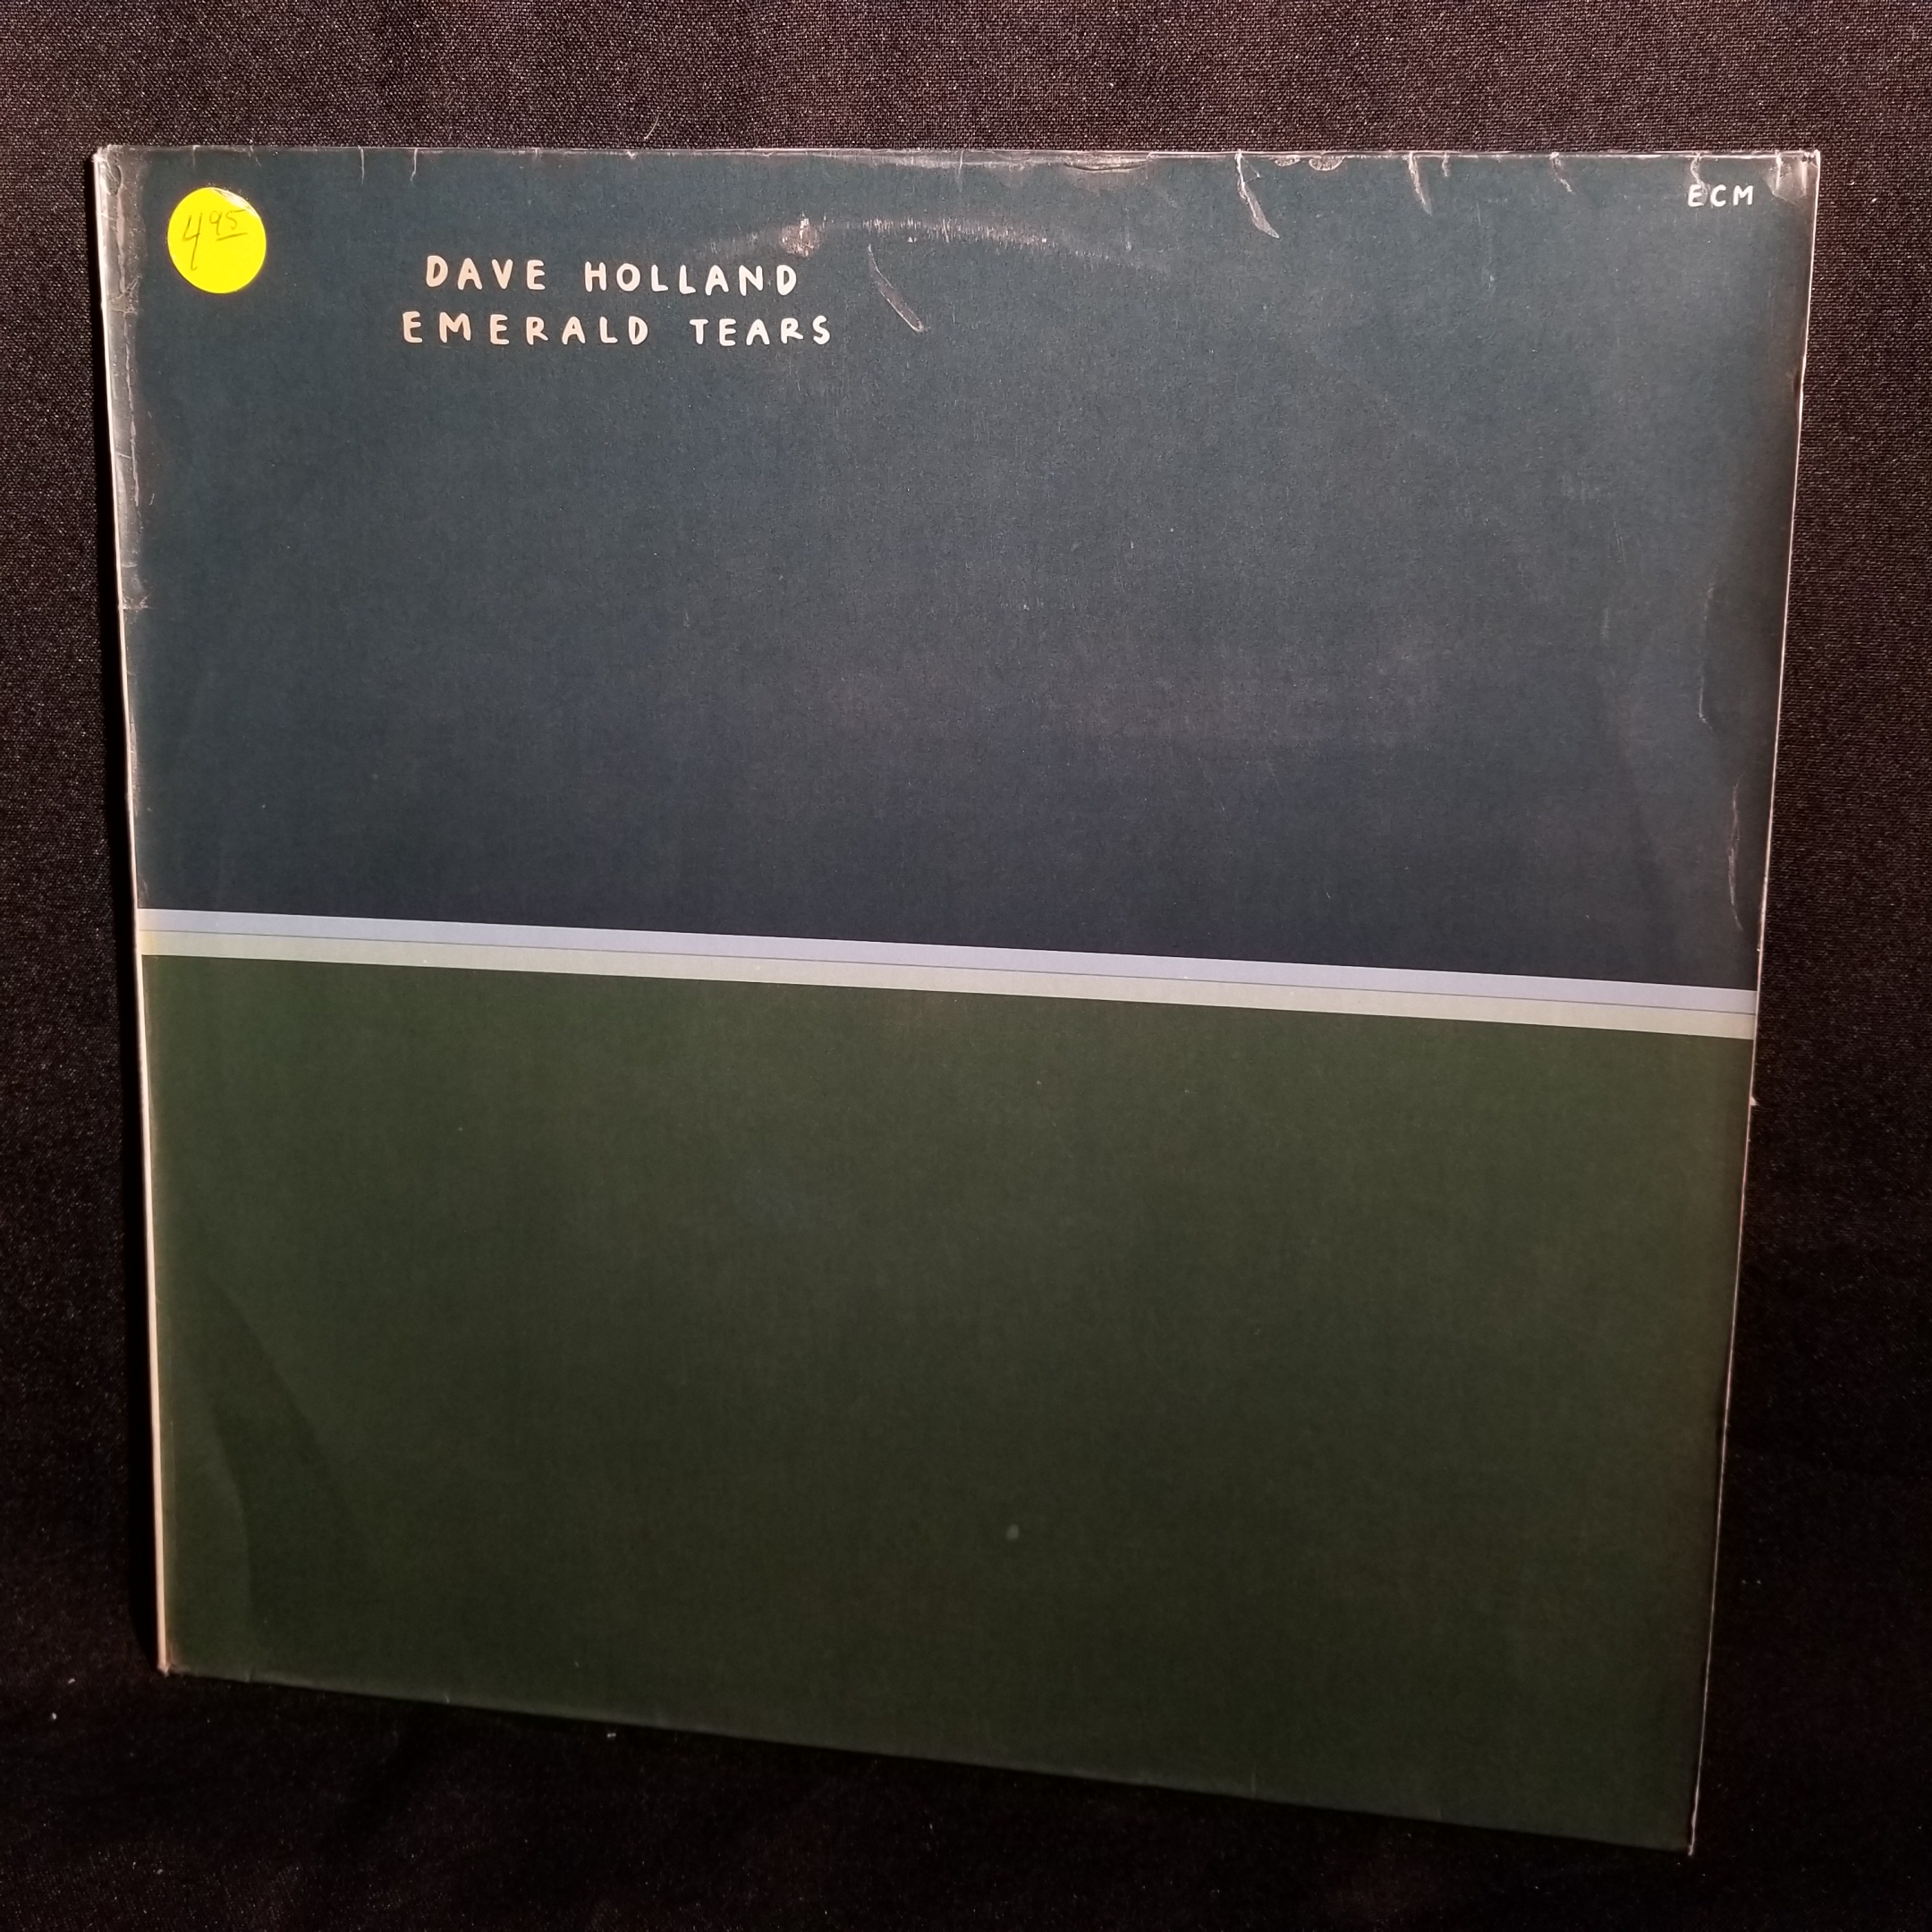 ECM
4.95
DAVE HOLLAND
EMERALD TEARS